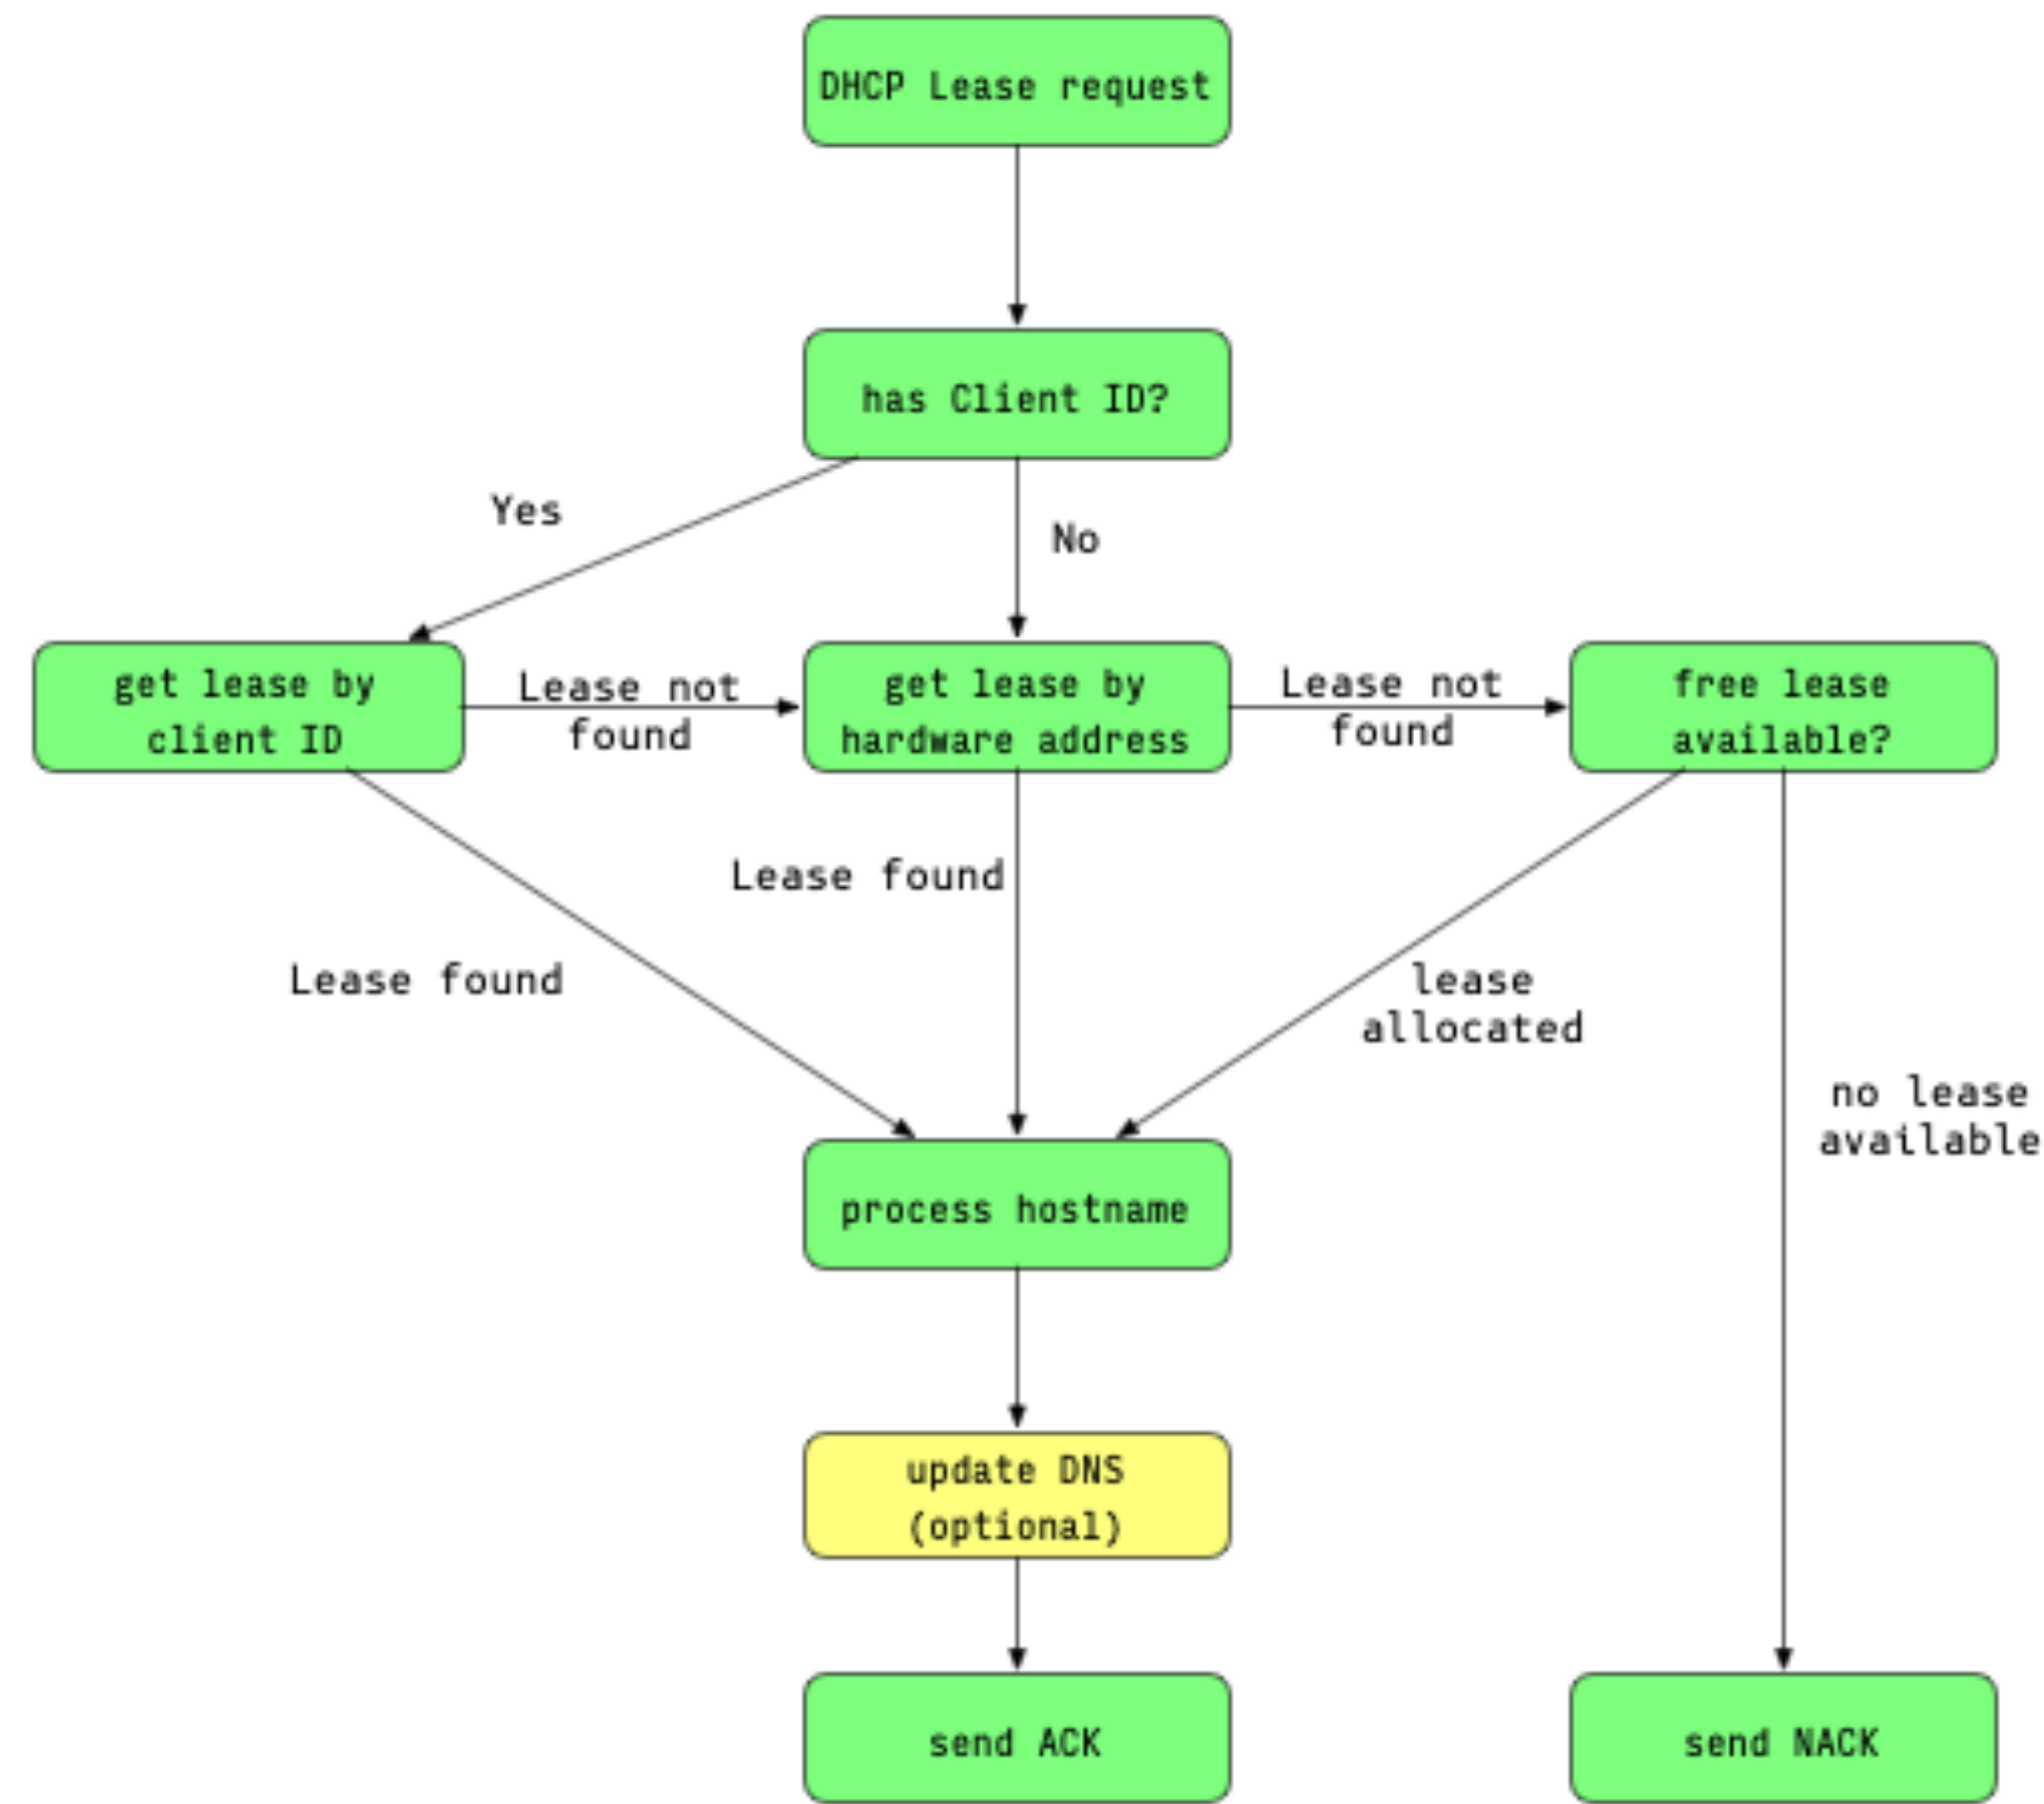 DHCP Lease request
has Client ID?
Yes
No
get lease by
client ID
Lease not
found
get lease by
hardware address
Lease not
found
free lease
available?
Lease found
Lease found
lease
allocated
no lease
available
process hostname
update DNS
(optional)
send ACK
send NACK